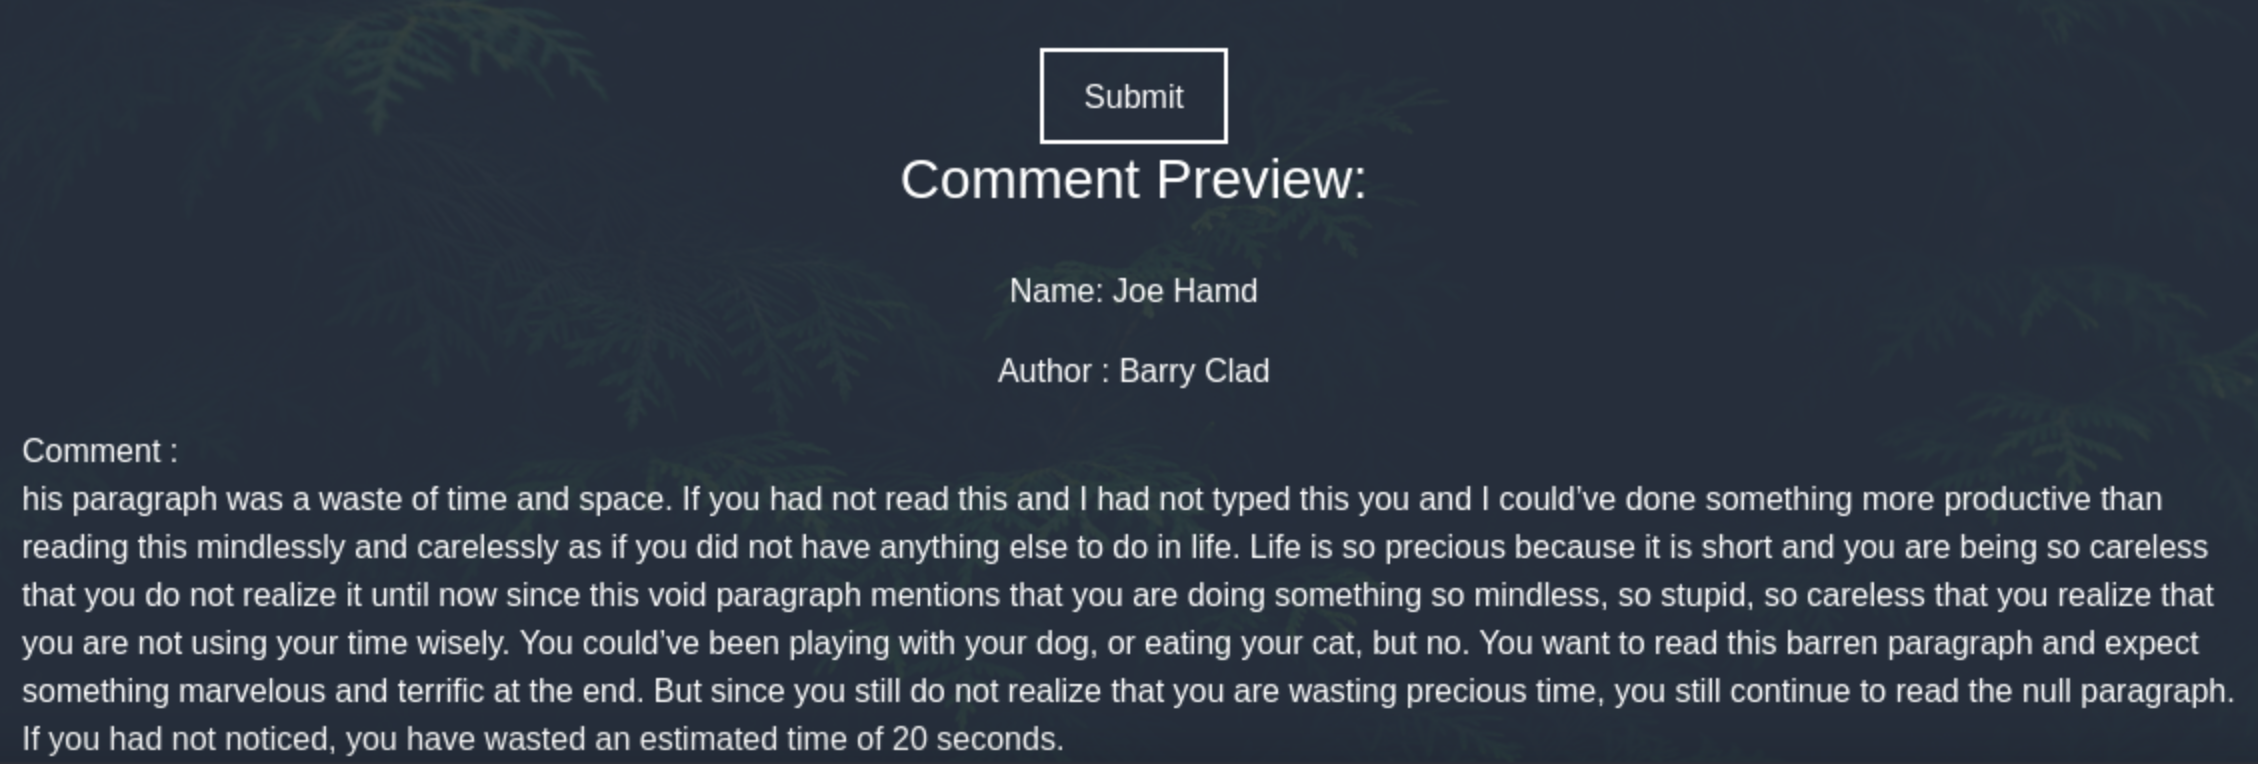 Submit
Comment Preview:
Name: Joe Hamd
Author : Barry Clad
Comment :
his paragraph was a waste of time and space. If you had not read this and I had not typed this you and I could’ve done something more productive than
reading this mindlessly and carelessly as if you did not have anything else to do in life. Life is so precious because it is short and you are being so careless
that you do not realize it until now since this void paragraph mentions that you are doing something so mindless, so stupid, so careless that you realize that
you are not using your time wisely. You could’ve been playing with your dog, or eating your cat, but no. You want to read this barren paragraph and expect
something marvelous and terrific at the end. But since you still do not realize that you are wasting precious time, you still continue to read the null paragraph.
If you had not noticed, you have wasted an estimated time of 20 seconds.